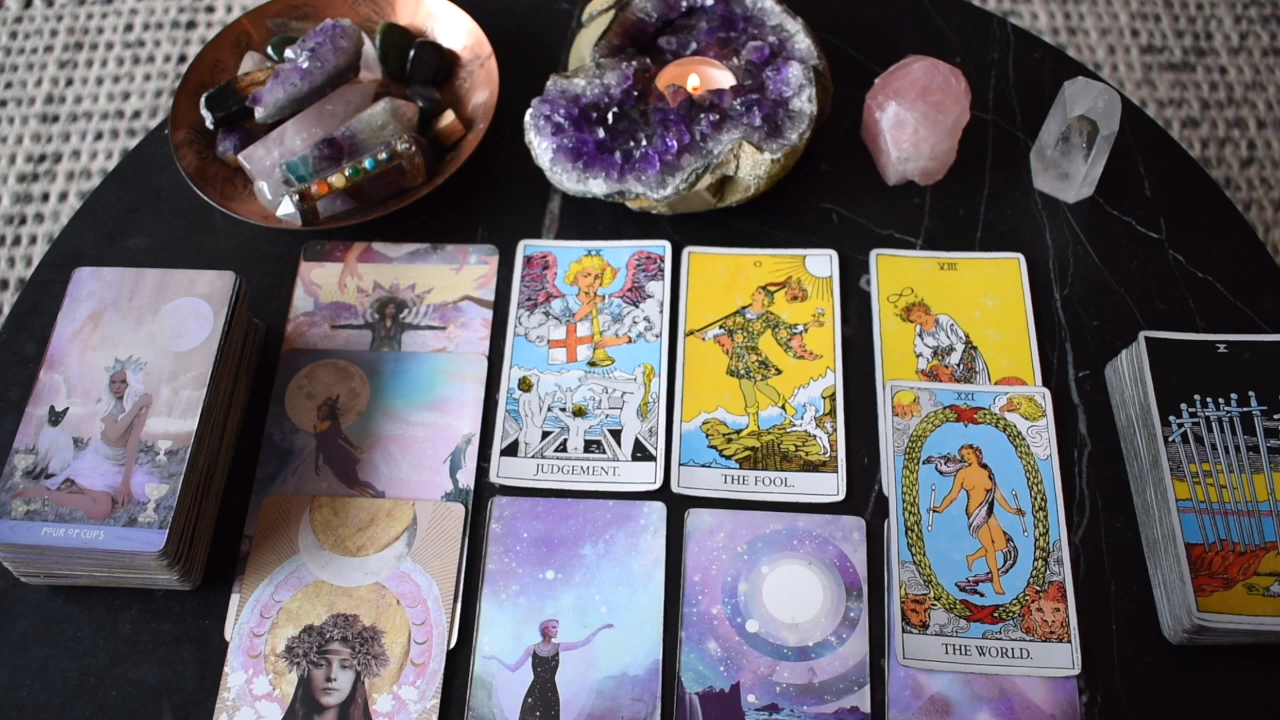 FOUR OF CUPS
XX
JUDGEMENT.
0
THE FOOL.
VIII
XXI
THE WORLD.
X